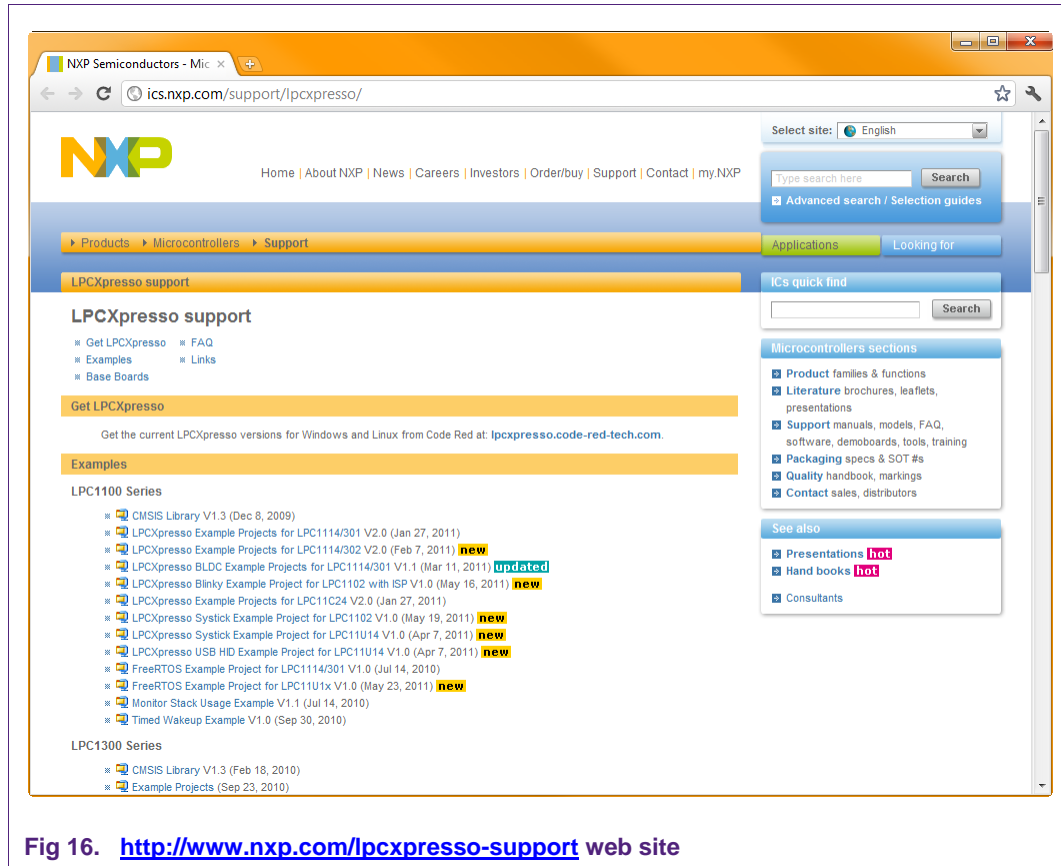 NXP Semiconductors - Mic
ics.nxp.com/support/lpcxpresso/
NXP
Home | About NXP | News | Careers | Investors | Order/buy | Support | Contact | my.NXP
Select site: English
Type search here Search
Advanced search / Selection guides
Products Microcontrollers Support
Applications Looking for
LPCXpresso support
LPCXpresso support
Get LPCXpresso FAQ
Examples Links
Base Boards
Get LPCXpresso
Get the current LPCXpresso versions for Windows and Linux from Code Red at: lpcxpresso.code-red-tech.com.
Examples
LPC1100 Series
CMSIS Library V1.3 (Dec 8, 2009)
LPCXpresso Example Projects for LPC1114/301 V2.0 (Jan 27, 2011)
LPCXpresso Example Projects for LPC1114/302 V2.0 (Feb 7, 2011) new
LPCXpresso BLDC Example Projects for LPC1114/301 V1.1 (Mar 11, 2011) updated
LPCXpresso Blinky Example Project for LPC1102 with ISP V1.0 (May 16, 2011) new
LPCXpresso Example Projects for LPC11C24 V2.0 (Jan 27, 2011)
LPCXpresso Systick Example Project for LPC1102 V1.0 (May 19, 2011) new
LPCXpresso Systick Example Project for LPC11U14 V1.0 (Apr 7, 2011) new
LPCXpresso USB HID Example Project for LPC11U14 V1.0 (Apr 7, 2011) new
FreeRTOS Example Project for LPC1114/301 V1.0 (Jul 14, 2010)
FreeRTOS Example Project for LPC11U1x V1.0 (May 23, 2011) new
Monitor Stack Usage Example V1.1 (Jul 14, 2010)
Timed Wakeup Example V1.0 (Sep 30, 2010)
LPC1300 Series
CMSIS Library V1.3 (Feb 18, 2010)
Example Projects (Sep 23, 2010)
ICs quick find
Search
Microcontrollers sections
Product families & functions
Literature brochures, leaflets,
presentations
Support manuals, models, FAQ,
software, demoboards, tools, training
Packaging specs & SOT #s
Quality handbook, markings
Contact sales, distributors
See also
Presentations hot
Hand books hot
Consultants
Fig 16. http://www.nxp.com/lpcxpresso-support web site